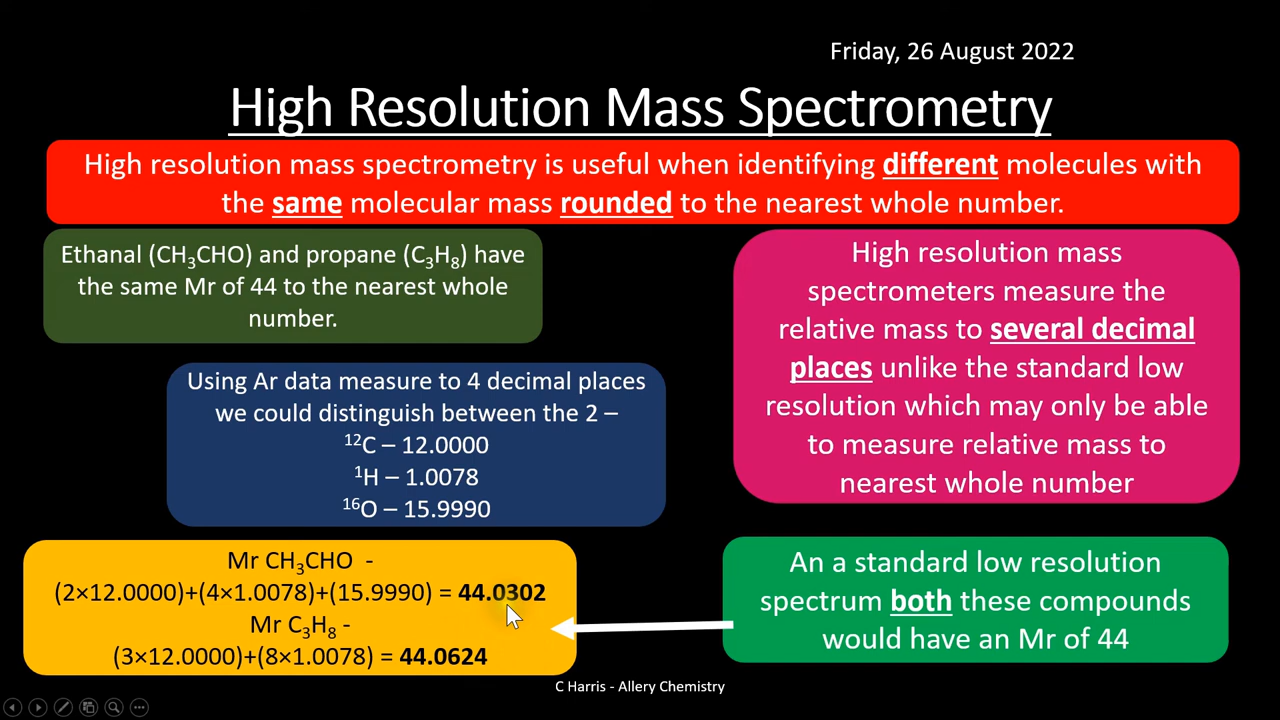 Friday, 26 August 2022
High Resolution Mass Spectrometry
High resolution mass spectrometry is useful when identifying different molecules with
the same molecular mass rounded to the nearest whole number.
Ethanal (CH₃CHO) and propane (C₃H₈) have
the same Mr of 44 to the nearest whole
number.
High resolution mass
spectrometers measure the
relative mass to several decimal
places unlike the standard low
resolution which may only be able
to measure relative mass to
nearest whole number
Using Ar data measure to 4 decimal places
we could distinguish between the 2 –
¹²C – 12.0000
¹H – 1.0078
¹⁶O – 15.9990
Mr CH₃CHO -
(2×12.0000)+(4×1.0078)+(15.9990) = 44.0302
Mr C₃H₈ -
(3×12.0000)+(8×1.0078) = 44.0624
An a standard low resolution
spectrum both these compounds
would have an Mr of 44
C Harris - Allery Chemistry